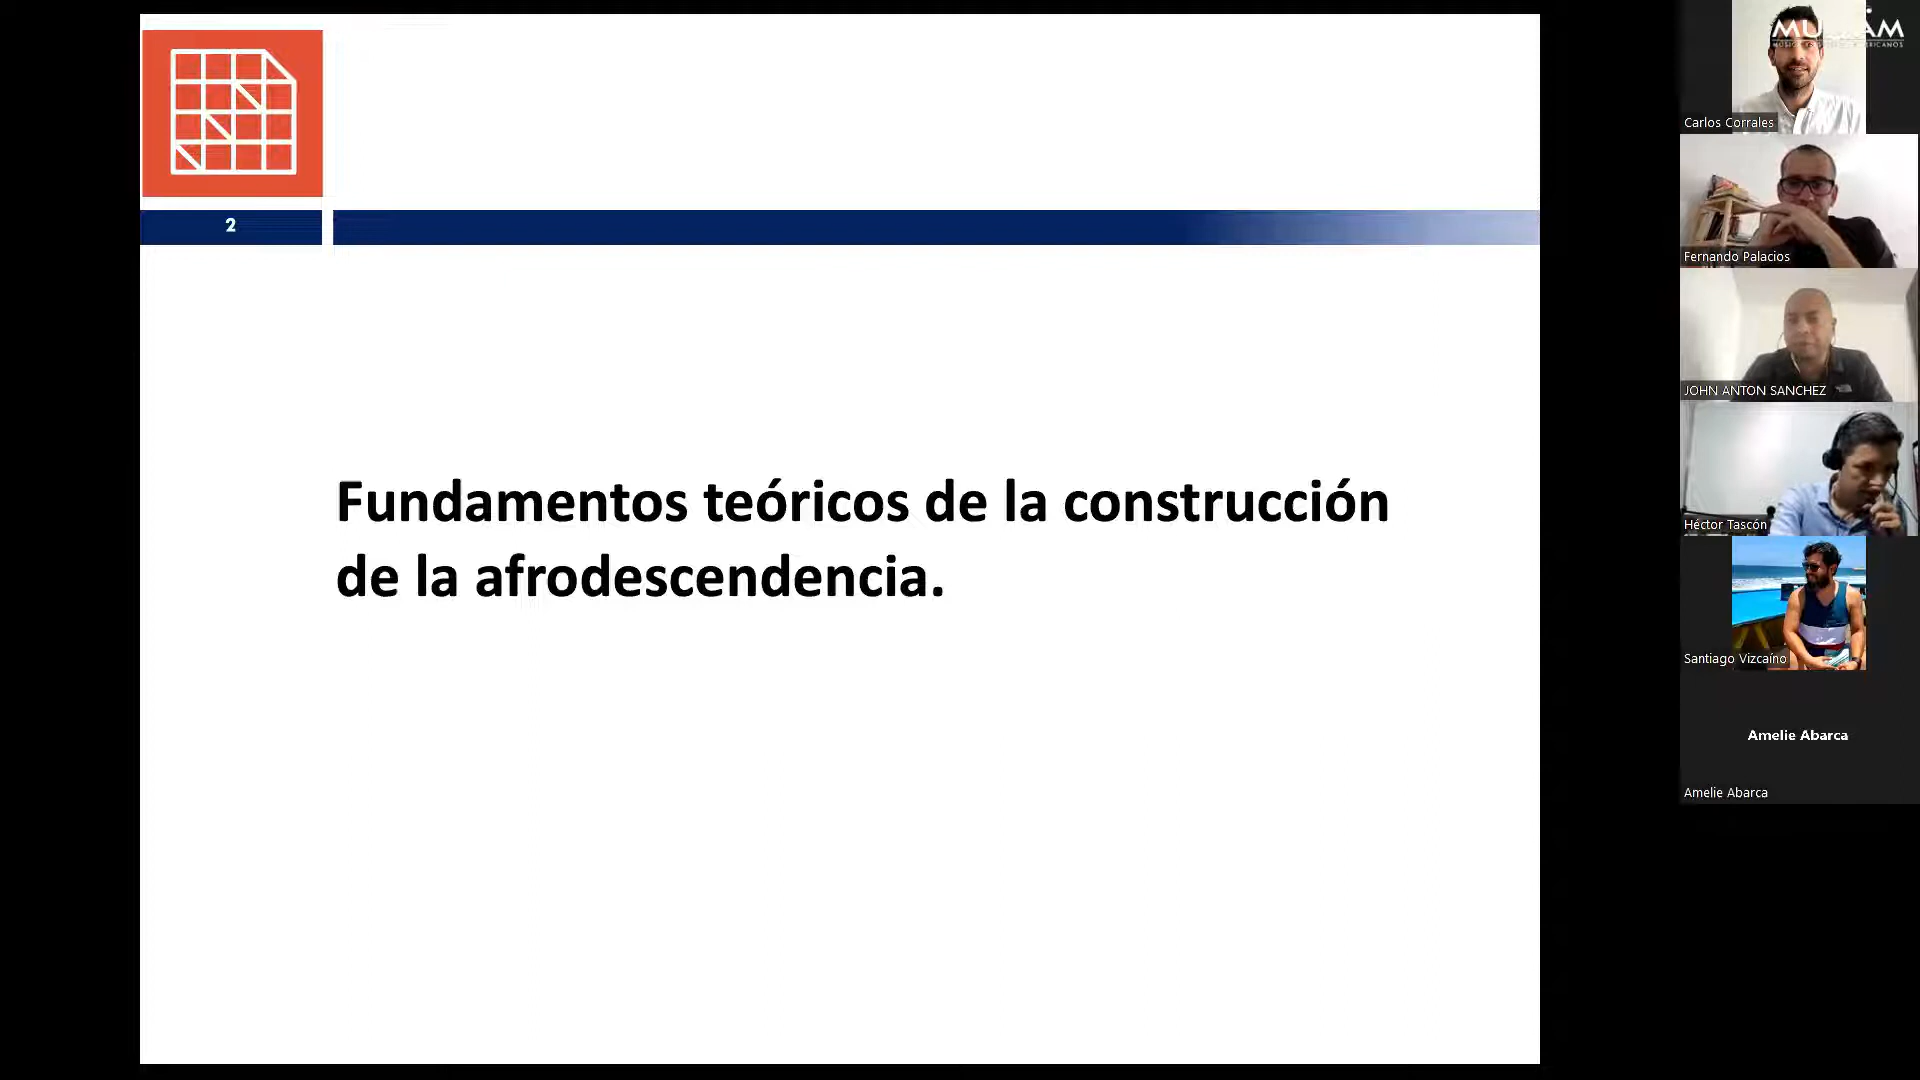 2
Fundamentos teóricos de la construcción
de la afrodescendencia.
Carlos Corrales
Fernando Palacios
JOHN ANTON SANCHEZ
Héctor Tascón
Santiago Vizcaíno
Amelie Abarca
Amelie Abarca